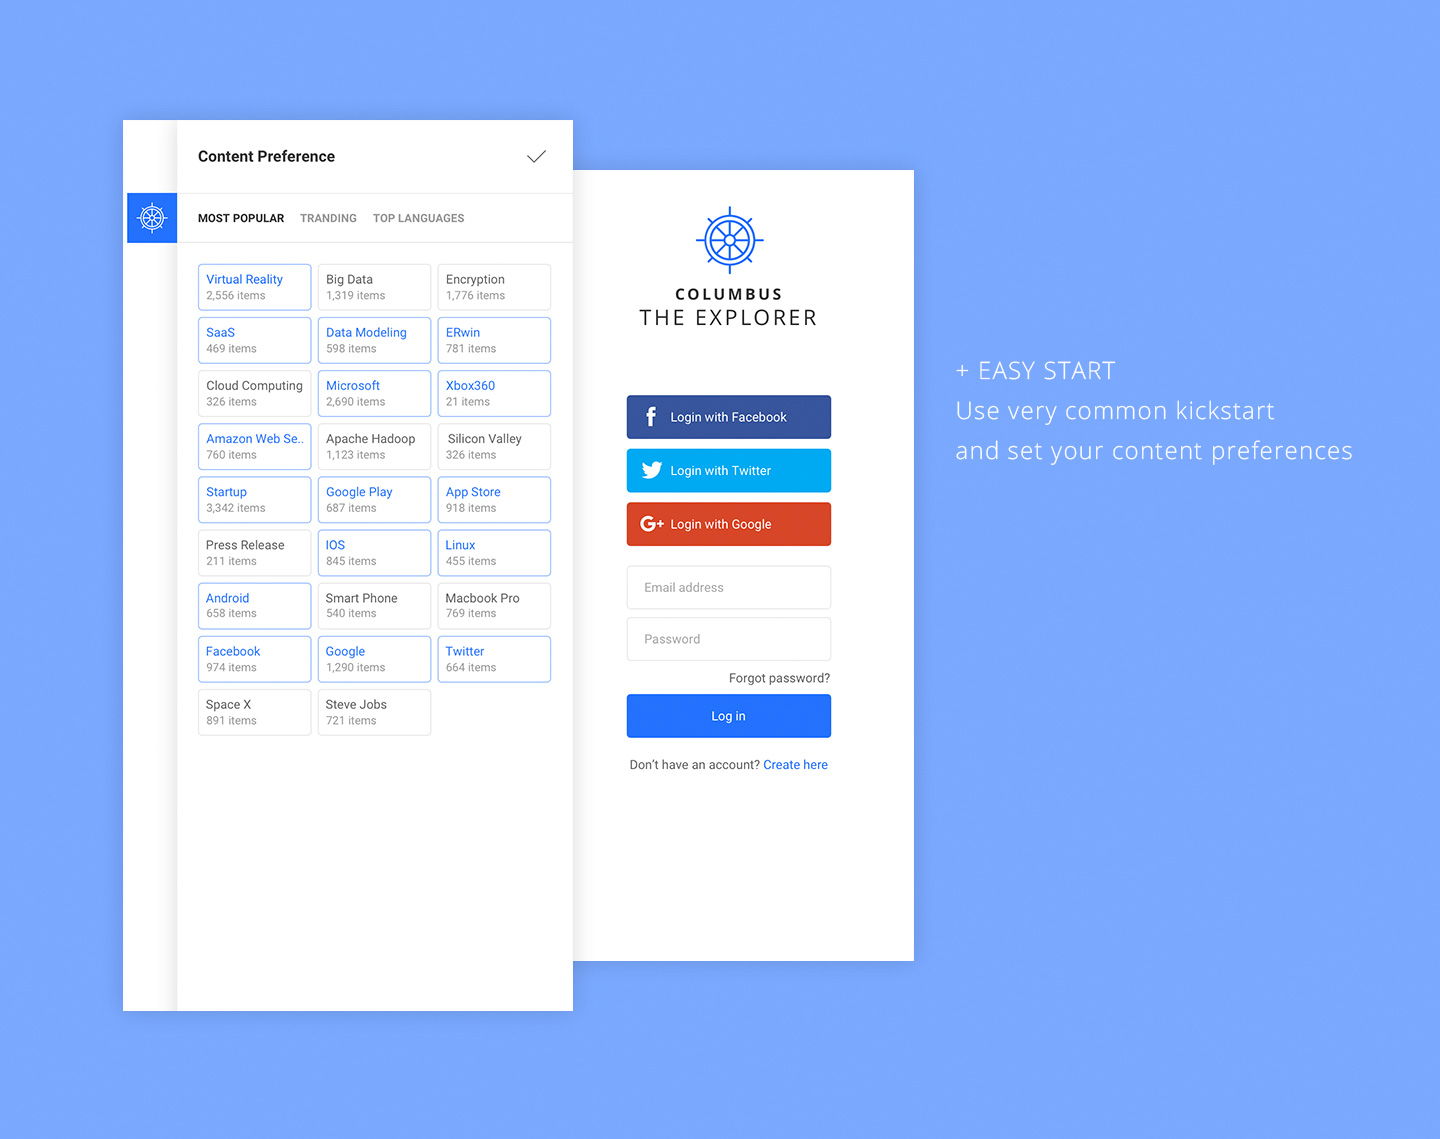 Content Preference
MOST POPULAR TRANDING TOP LANGUAGES
Virtual Reality
2,556 items
Big Data
1,319 items
Encryption
1,776 items
SaaS
469 items
Data Modeling
598 items
ERwin
781 items
Cloud Computing
326 items
Microsoft
2,690 items
Xbox360
21 items
Amazon Web Se..
760 items
Apache Hadoop
1,123 items
Silicon Valley
326 items
Startup
3,342 items
Google Play
687 items
App Store
918 items
Press Release
211 items
IOS
845 items
Linux
455 items
Android
658 items
Smart Phone
540 items
Macbook Pro
769 items
Facebook
974 items
Google
1,290 items
Twitter
664 items
Space X
891 items
Steve Jobs
721 items
COLUMBUS
THE EXPLORER
f Login with Facebook
Login with Twitter
G+ Login with Google
Email address
Password
Forgot password?
Log in
Don't have an account? Create here
+ EASY START
Use very common kickstart
and set your content preferences